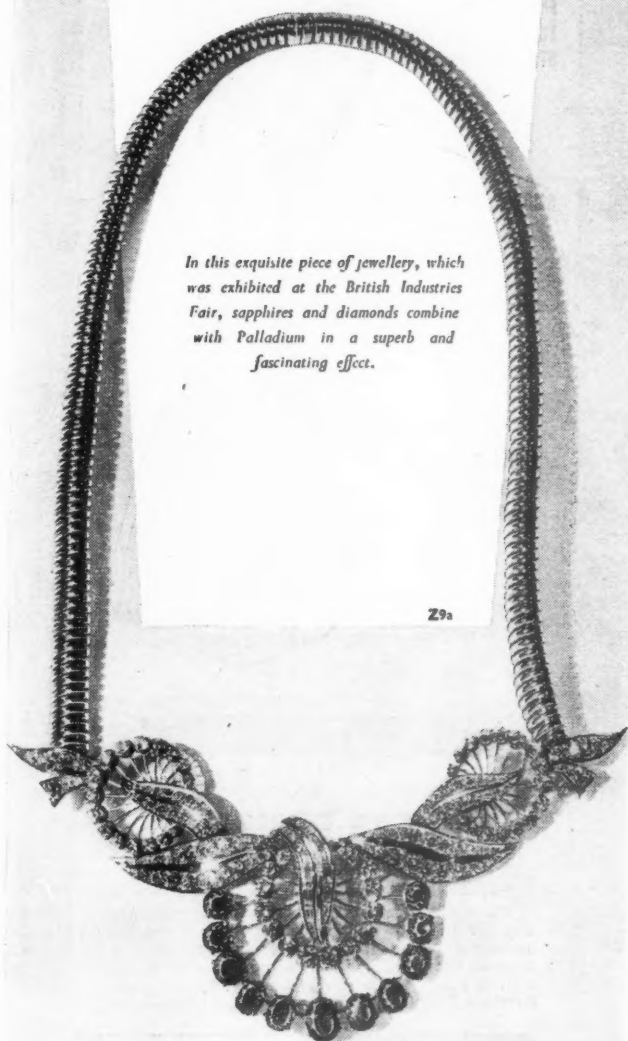 In this exquisite piece of jewellery, which
was exhibited at the British Industries
Fair, sapphires and diamonds combine
with Palladium in a superb and
fascinating effect.
Z9a